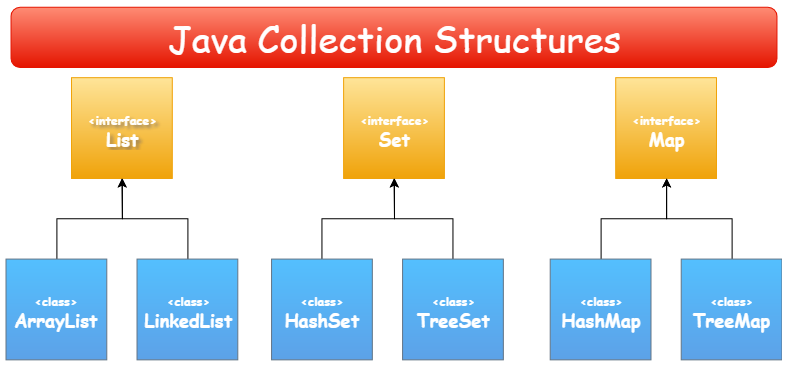 Java Collection Structures
<interface>
List
<interface>
Set
<interface>
Map
<class>
ArrayList
<class>
LinkedList
<class>
HashSet
<class>
TreeSet
<class>
HashMap
<class>
TreeMap